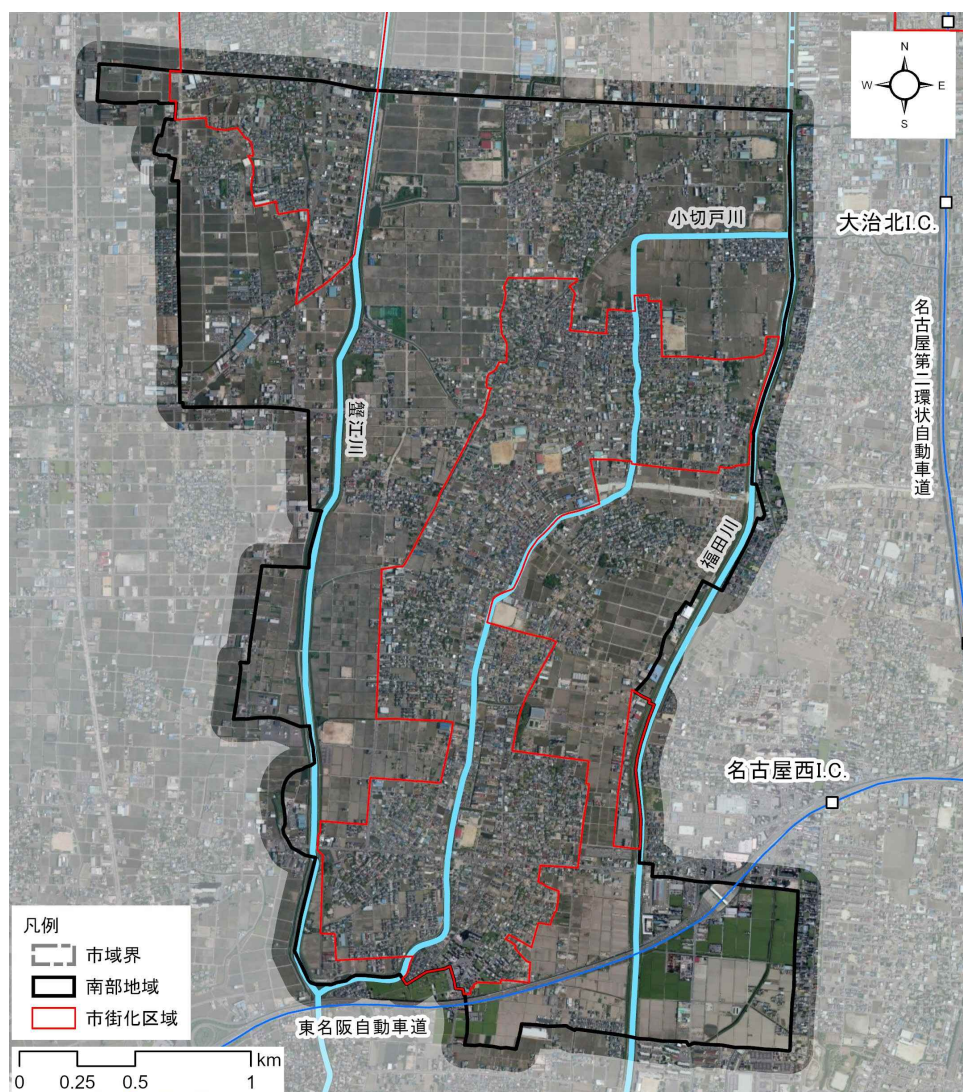 N
W
E
S
小切戸川
大治北I.C.
名古屋第二環状自動車道
蟹江川
福田川
名古屋西I.C.
凡例
市域界
南部地域
市街化区域
東名阪自動車道
km
0 0.25 0.5 1